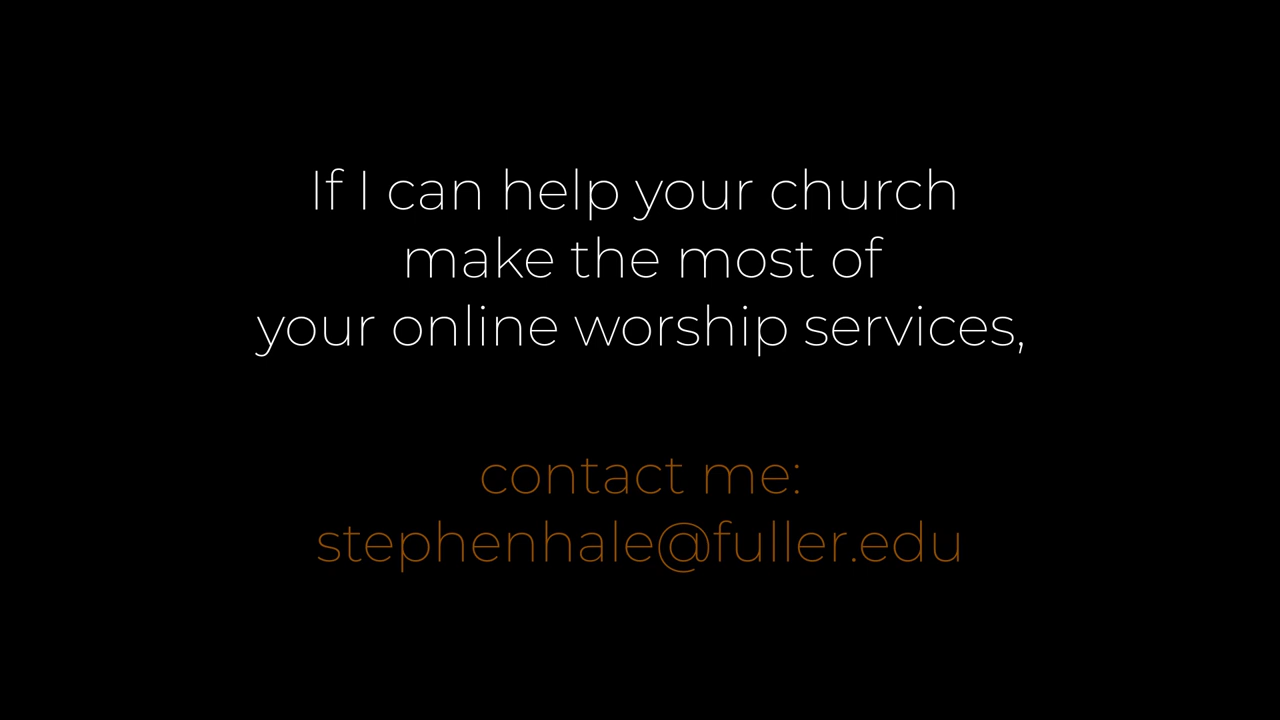 If I can help your church
make the most of
your online worship services,
contact me:
stephenhale@fuller.edu